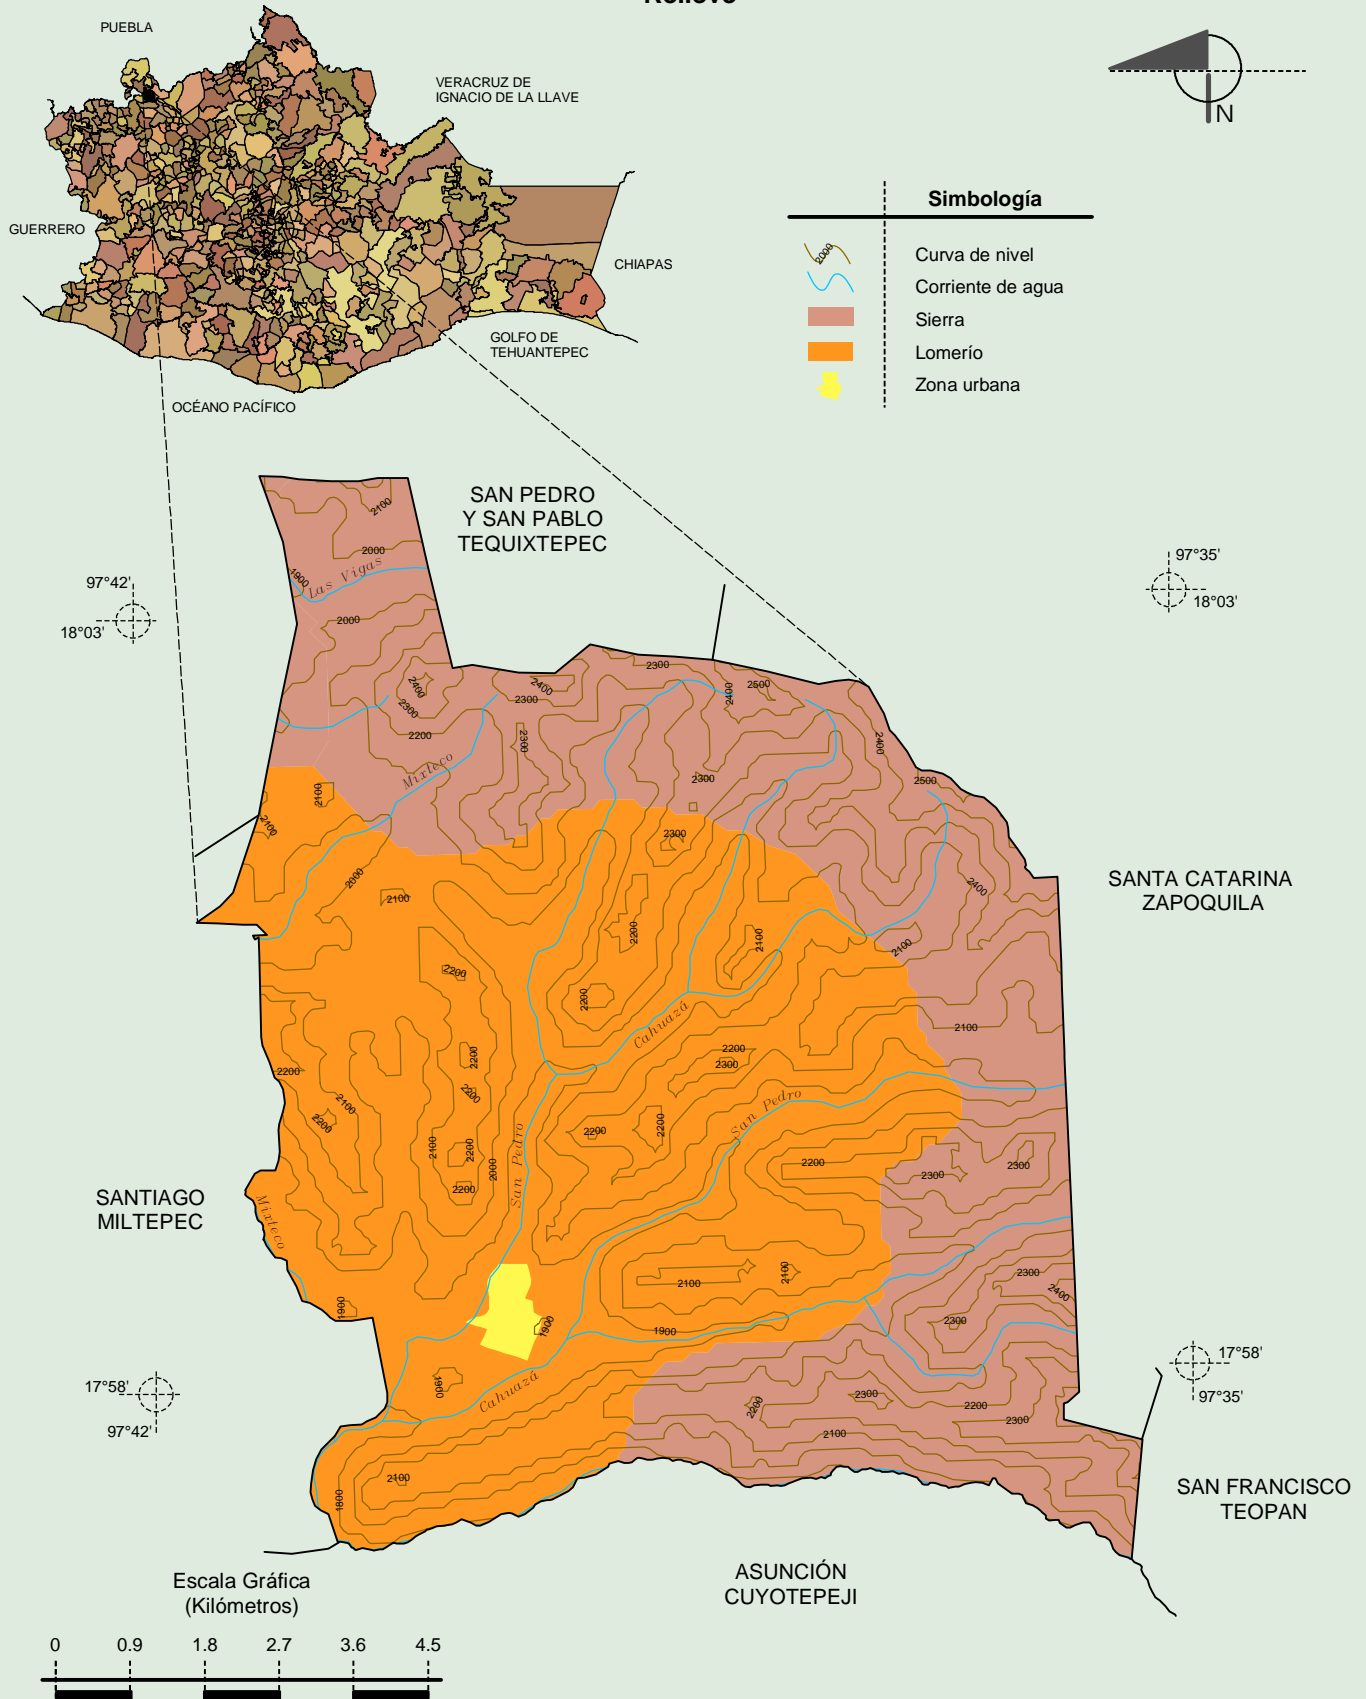 Relieve
PUEBLA
VERACRUZ DE
IGNACIO DE LA LLAVE
GUERRERO
CHIAPAS
GOLFO DE
TEHUANTEPEC
OCÉANO PACÍFICO
N
Simbología
2000
Curva de nivel
Corriente de agua
Sierra
Lomerío
Zona urbana
SAN PEDRO
Y SAN PABLO
TEQUIXTEPEC
97°42'
18°03'
97°35'
18°03'
2100
2000
1900
Las Vigas
2000
2300
2400
2300
2200
2400
2300
2300
2400
2500
2300
2400
Mixteco
2300
2500
2100
2100
2300
2000
2100
2400
SANTA CATARINA
ZAPOQUILA
2200
2100
2100
2200
2200
Cahuazá
2100
2200
2200
2300
2200
2200
2100
2200
San Pedro
2200
2200
San Pedro
2100
2200
2000
2200
2200
2300
2300
SANTIAGO
MILTEPEC
Mixteco
2100
2100
2300
2400
1900
1900
1900
2300
17°58'
97°42'
17°58'
97°35'
1900
Cahuazá
2200
2300
2200
2300
2100
2100
1800
SAN FRANCISCO
TEOPAN
ASUNCIÓN
CUYOTEPEJI
Escala Gráfica
(Kilómetros)
0 0.9 1.8 2.7 3.6 4.5